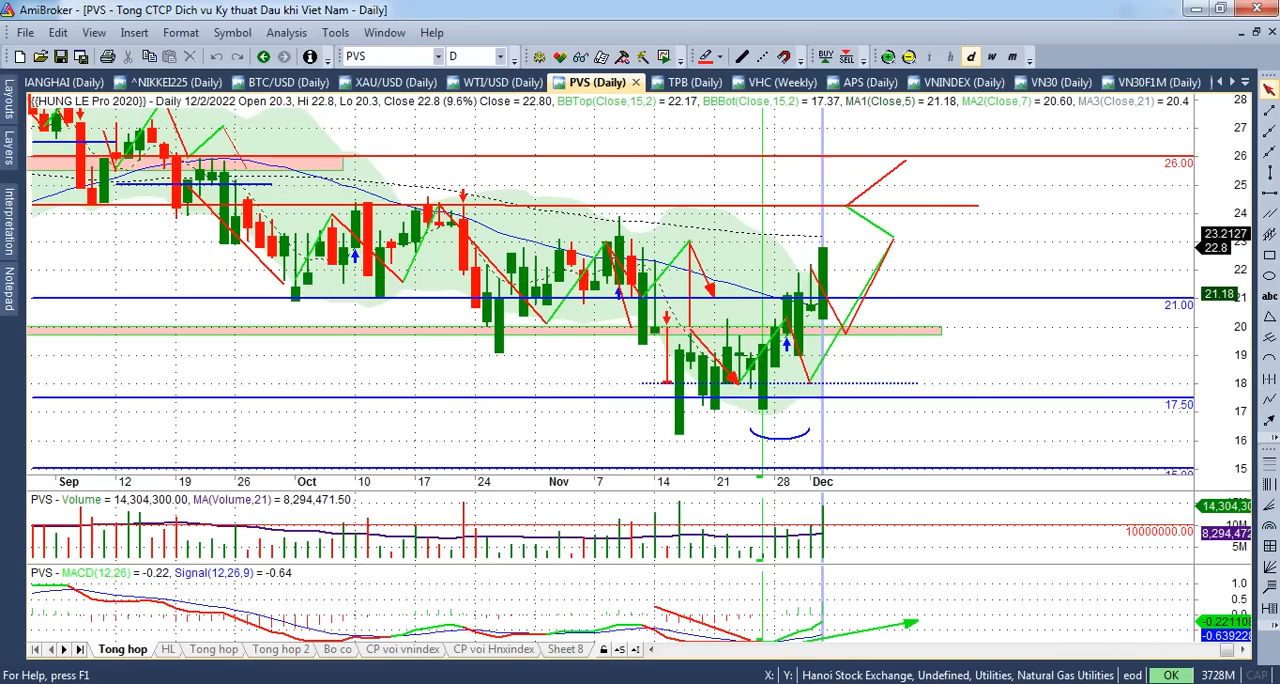 AmiBroker - [PVS - Tong CTCP Dich vu Ky thuat Dau khi Viet Nam - Daily]
File Edit View Insert Format Symbol Analysis Tools Window Help
PVS D BUY SELL i h d w m
IANGHAI (Daily) ^NIKKEI225 (Daily) BTC/USD (Daily) XAU/USD (Daily) WTI/USD (Daily) PVS (Daily) TPB (Daily) VHC (Weekly) APS (Daily) VNINDEX (Daily) VN30 (Daily) VN30F1M (Daily)
Layouts
Layers
Interpretation
Notepad
{{HUNG LE Pro 2020}} - Daily 12/2/2022 Open 20.3, Hi 22.8, Lo 20.3, Close 22.8 (9.6%) Close = 22.80, BBTop(Close,15,2) = 22.17, BBBot(Close,15,2) = 17.37, MA1(Close,5) = 21.18, MA2(Close,7) = 20.60, MA3(Close,21) = 20.4
28
27
26
26.00
25
24
23.2127
23
22.8
22
21.18
21
21.00
20
19
18
17.50
17
16
15
abc
Sep 12 19 26 Oct 10 17 24 Nov 7 14 21 28 Dec
PVS - Volume = 14,304,300.00, MA(Volume,21) = 8,294,471.50
14,304,30
10M
10000000.00
8,294,472
5M
PVS - MACD(12,26) = -0.22, Signal(12,26,9) = -0.64
1.0
0.5
0.0
-0.221108
-0.639228
Tong hop HL Tong hop Tong hop 2 Bo co CP voi vnindex CP voi Hnxindex Sheet 8
For Help, press F1 X: Y: Hanoi Stock Exchange, Undefined, Utilities, Natural Gas Utilities eod OK 3728M CAP